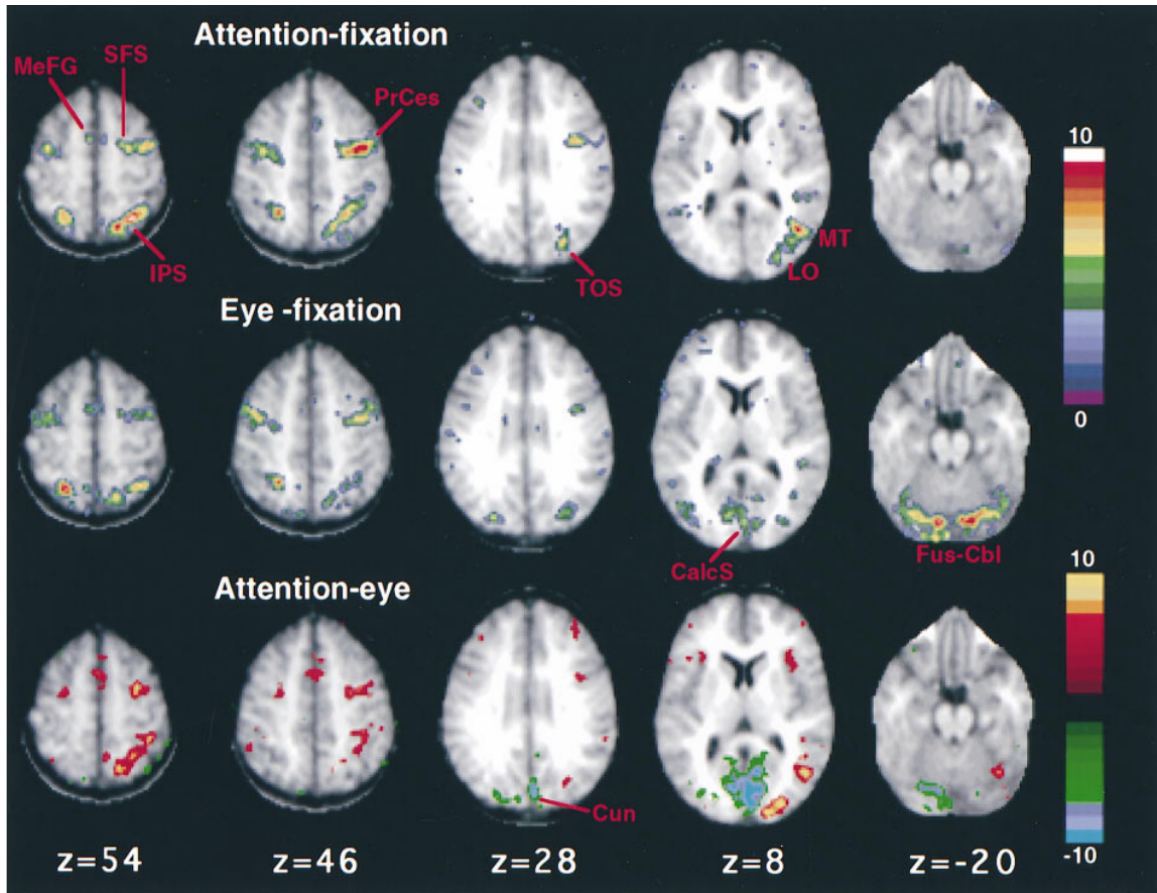 Attention-fixation
MeFG
SFS
PrCes
IPS
TOS
MT
LO
10
0
Eye -fixation
CalcS
Fus-Cbl
Attention-eye
Cun
10
-10
z=54
z=46
z=28
z=8
z=-20